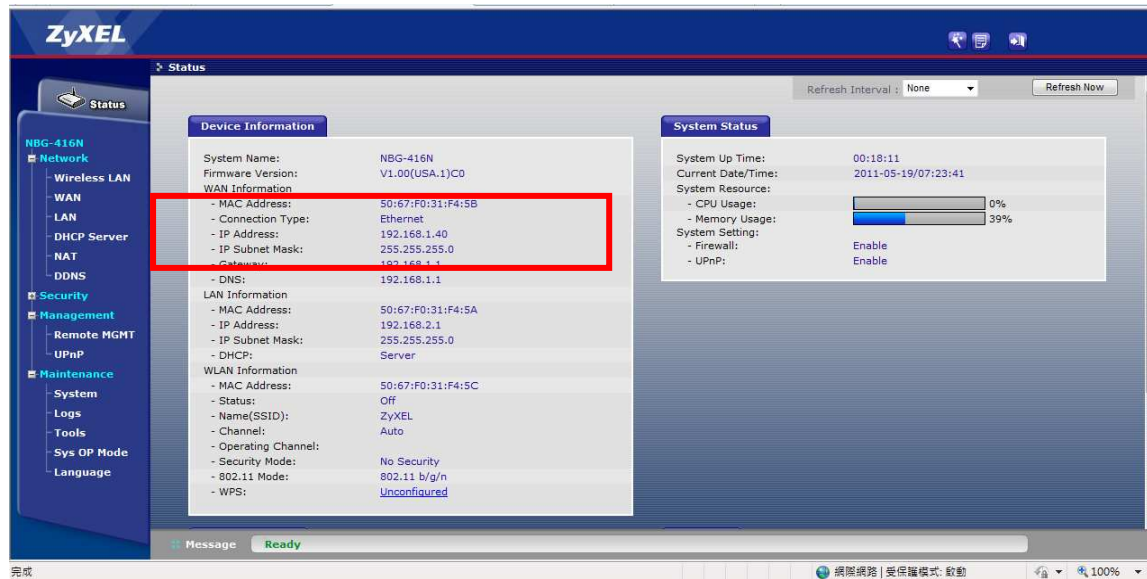 ZyXEL
Status
Refresh Interval : None
Refresh Now
Status
NBG-416N
Network
Wireless LAN
WAN
LAN
DHCP Server
NAT
DDNS
Security
Management
Remote MGMT
UPnP
Maintenance
System
Logs
Tools
Sys OP Mode
Language
Device Information
System Name: NBG-416N
Firmware Version: V1.00(USA.1)C0
WAN Information
- MAC Address: 50:67:F0:31:F4:5B
- Connection Type: Ethernet
- IP Address: 192.168.1.40
- IP Subnet Mask: 255.255.255.0
- Gateway: 192.168.1.1
- DNS: 192.168.1.1
LAN Information
- MAC Address: 50:67:F0:31:F4:5A
- IP Address: 192.168.2.1
- IP Subnet Mask: 255.255.255.0
- DHCP: Server
WLAN Information
- MAC Address: 50:67:F0:31:F4:5C
- Status: Off
- Name(SSID): ZyXEL
- Channel: Auto
- Operating Channel:
- Security Mode: No Security
- 802.11 Mode: 802.11 b/g/n
- WPS: Unconfigured
System Status
System Up Time: 00:18:11
Current Date/Time: 2011-05-19/07:23:41
System Resource:
- CPU Usage: 0%
- Memory Usage: 39%
System Setting:
- Firewall: Enable
- UPnP: Enable
Message Ready
完成
網際網路 | 受保護模式: 啟動
100%